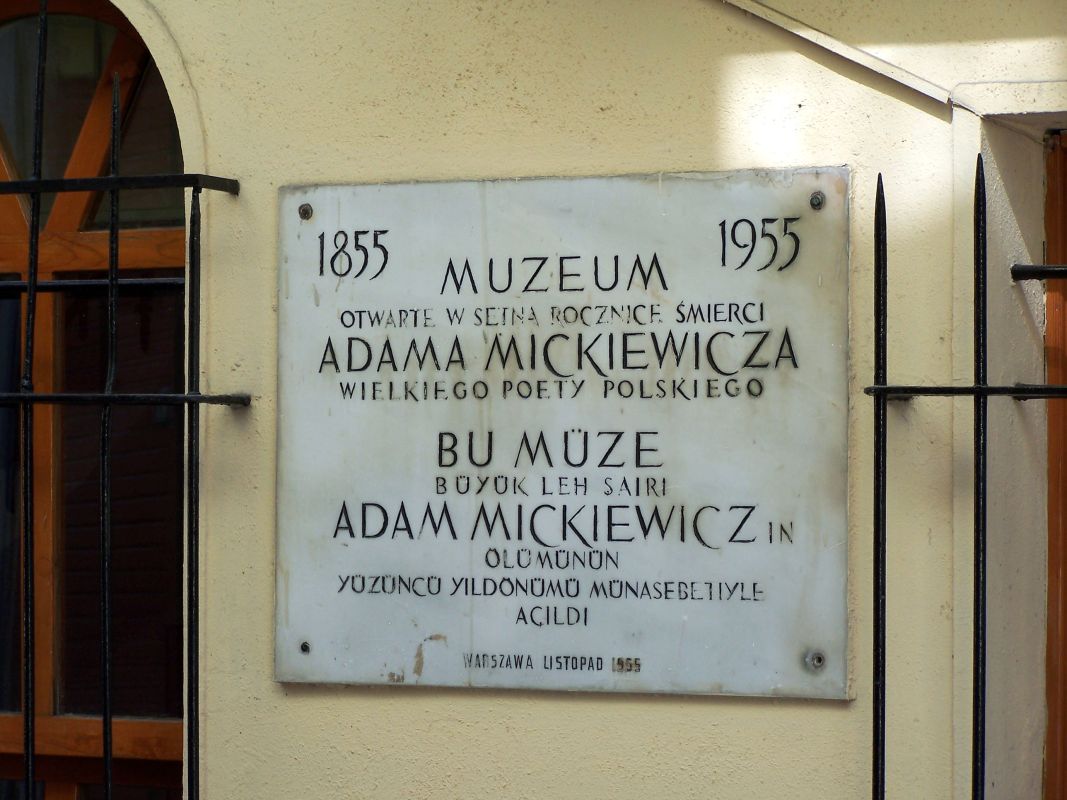 1855 1955
MUZEUM
OTWARTE W SETNA ROCZNICE ŚMIERCI
ADAMA MICKIEWICZA
WIELKIEGO POETY POLSKIEGO
BU MÜZE
BÜYÜK LEH SAIRI
ADAM MICKIEWICZ IN
ÖLÜMÜNÜN
YÜZÜNCÜ YILDÖNÜMÜ MÜNASEBETIYLE
AÇILDI
WARSZAWA LISTOPAD 1955